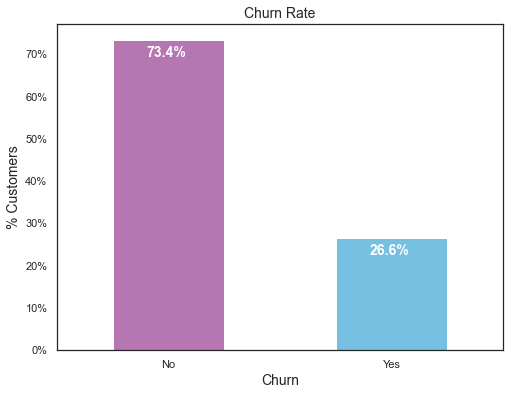 Churn Rate
70%
60%
50%
40%
30%
20%
10%
0%
% Customers
73.4%
26.6%
No
Yes
Churn